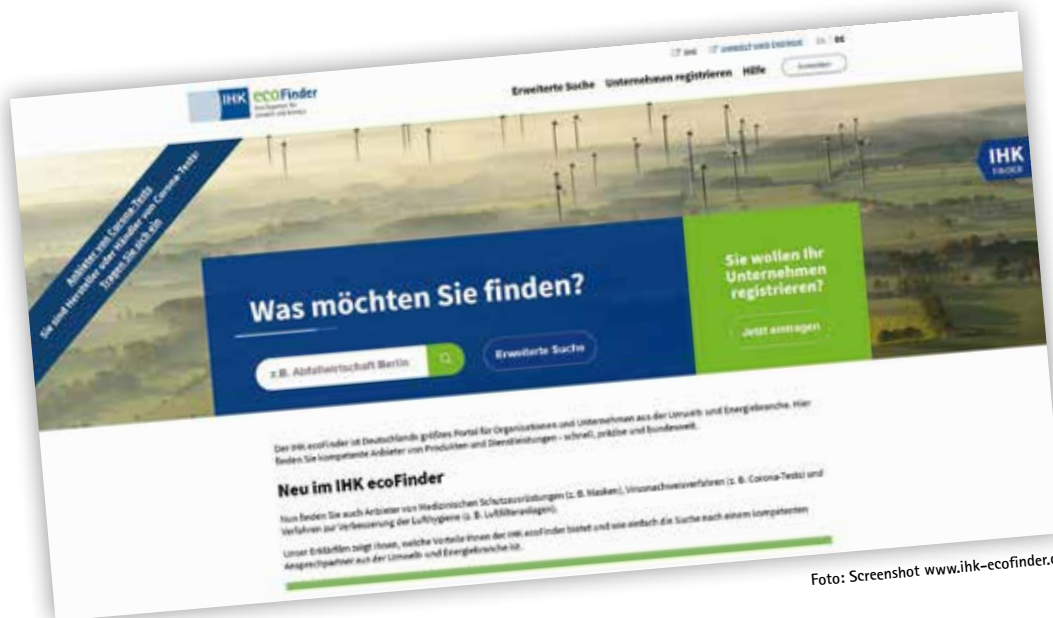 IHK
UMWELT UND ENERGIE
EN DE
IHK ecoFinder
Erweiterte Suche Unternehmen registrieren Hilfe Anmelden
Anbieter von Corona-Tests
Sie sind Hersteller oder Händler von Corona-Tests?
Tragen Sie sich ein
IHK
FINDER
Was möchten Sie finden?
z.B. Abfallwirtschaft Berlin
Erweiterte Suche
Sie wollen Ihr
Unternehmen
registrieren?
Jetzt eintragen
Der IHK ecoFinder ist Deutschlands größtes Portal für Organisationen und Unternehmen aus der Umwelt- und Energiebranche. Hier
finden Sie kompetente Anbieter von Produkten und Dienstleistungen - schnell, präzise und bundesweit.
Neu im IHK ecoFinder
Nun finden Sie auch Anbieter von Medizinischen Schutzausrüstungen (z. B. Masken), Virusnachweisverfahren (z. B. Corona-Tests) und
Verfahren zur Verbesserung der Lufthygiene (z. B. Luftfilteranlagen).
Unser Erklärfilm zeigt Ihnen, welche Vorteile Ihnen der IHK ecoFinder bietet und wie einfach die Suche nach einem kompetenten
Ansprechpartner aus der Umwelt- und Energiebranche ist.
Foto: Screenshot www.ihk-ecofinder.